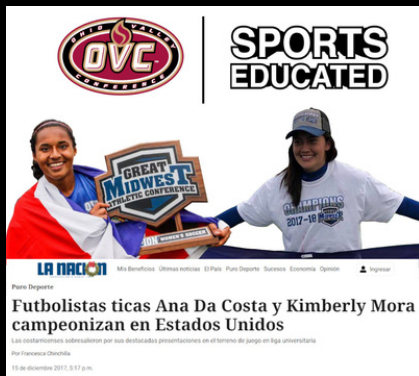 OHIO VALLEY
OVC
CONFERENCE
SPORTS
EDUCATED
GREAT
MIDWEST
ATHLETIC CONFERENCE
WOMEN'S SOCCER
CHAMPIONS
2017-18
LA NACION
Mis Beneficios Últimas noticias El País Puro Deporte Sucesos Economía Opinión Ingresar
Puro Deporte
Futbolistas ticas Ana Da Costa y Kimberly Mora
campeonizan en Estados Unidos
Las costarricenses sobresalieron por sus destacadas presentaciones en el terreno de juego en liga universitaria
Por Francesca Chinchilla
15 de diciembre 2017, 5:17 p.m.